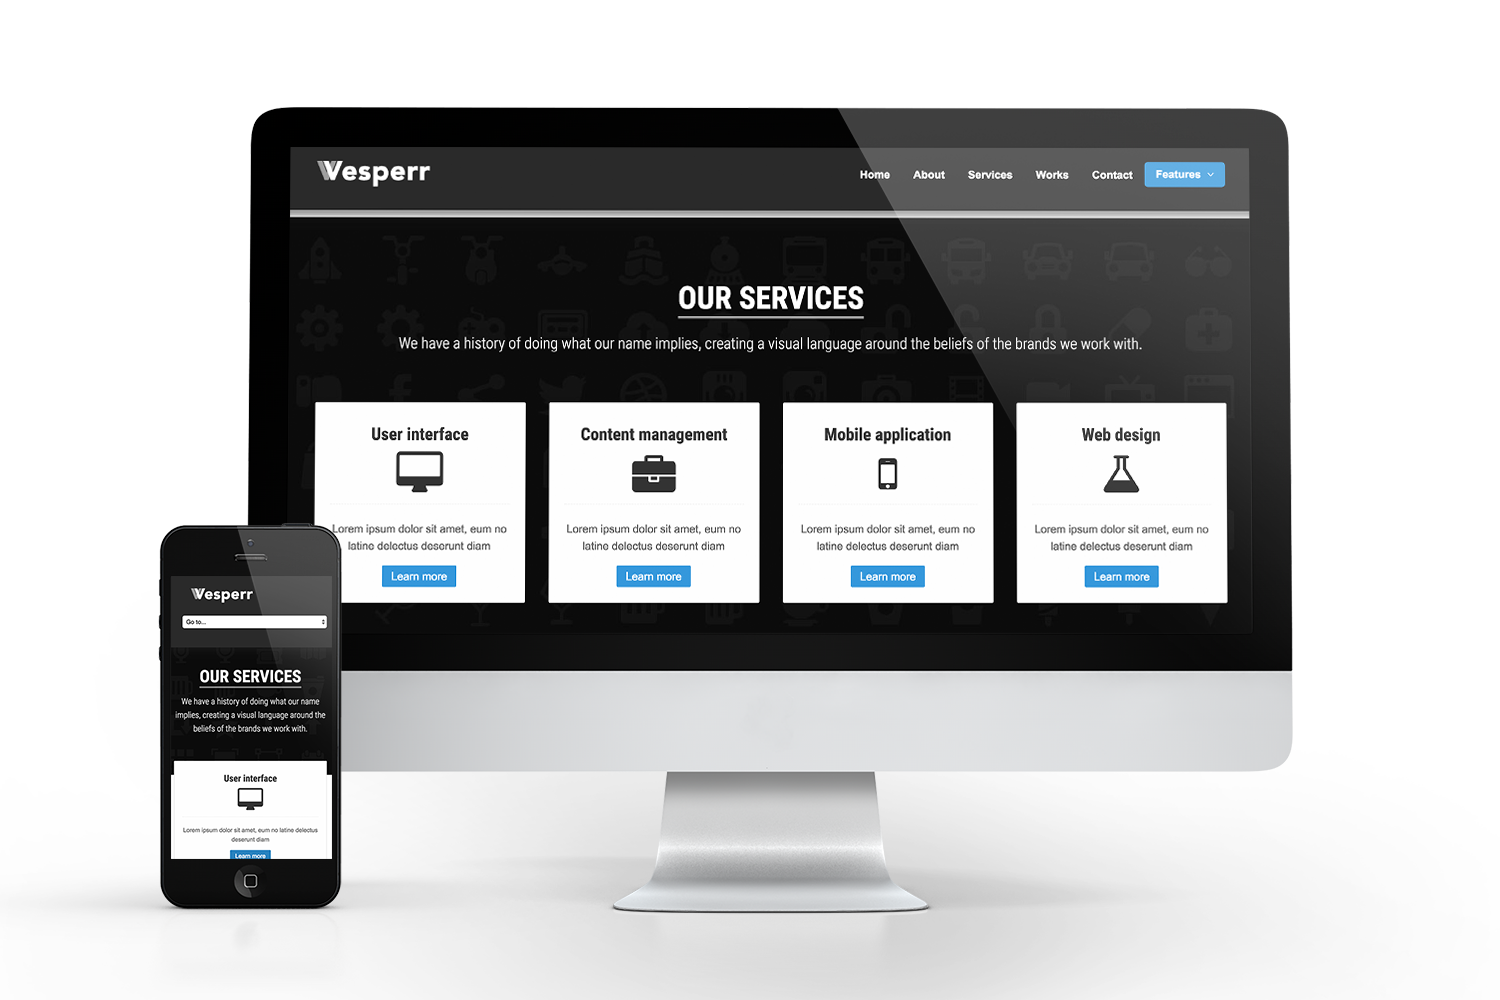 Vesperr
Home About Services Works Contact Features
OUR SERVICES
We have a history of doing what our name implies, creating a visual language around the beliefs of the brands we work with.
User interface
Lorem ipsum dolor sit amet, eum no
latine delectus deserunt diam
Learn more
Content management
Lorem ipsum dolor sit amet, eum no
latine delectus deserunt diam
Learn more
Mobile application
Lorem ipsum dolor sit amet, eum no
latine delectus deserunt diam
Learn more
Web design
Lorem ipsum dolor sit amet, eum no
latine delectus deserunt diam
Learn more
Vesperr
Go to...
OUR SERVICES
We have a history of doing what our name
implies, creating a visual language around the
beliefs of the brands we work with.
User interface
Lorem ipsum dolor sit amet, eum no latine delectus
deserunt diam
Learn more